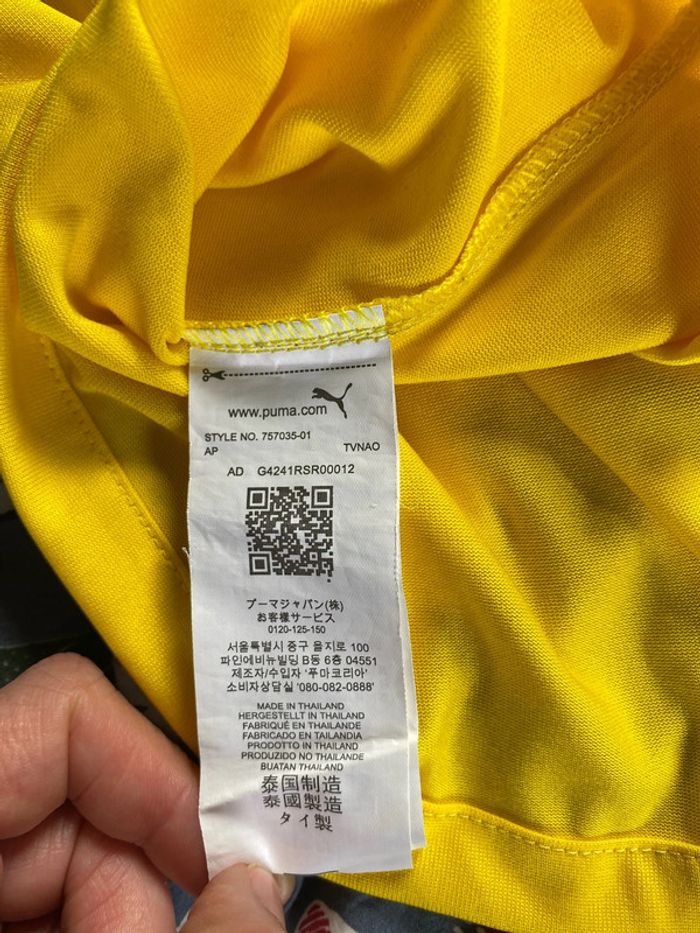 www.puma.com
STYLE NO. 757035-01
AP TVNAO
AD G4241RSR00012
プーマジャパン(株)
お客様サービス
0120-125-150
서울특별시 중구 을지로 100
파인에비뉴빌딩 B동 6층 04551
제조자/수입자 '푸마코리아'
소비자상담실 '080-082-0888'
MADE IN THAILAND
HERGESTELLT IN THAILAND
FABRIQUÉ EN THAILANDE
FABRICADO EN TAILANDIA
PRODOTTO IN THAILAND
PRODUZIDO NO THAILANDE
BUATAN THAILAND
泰国制造
泰國製造
タイ製